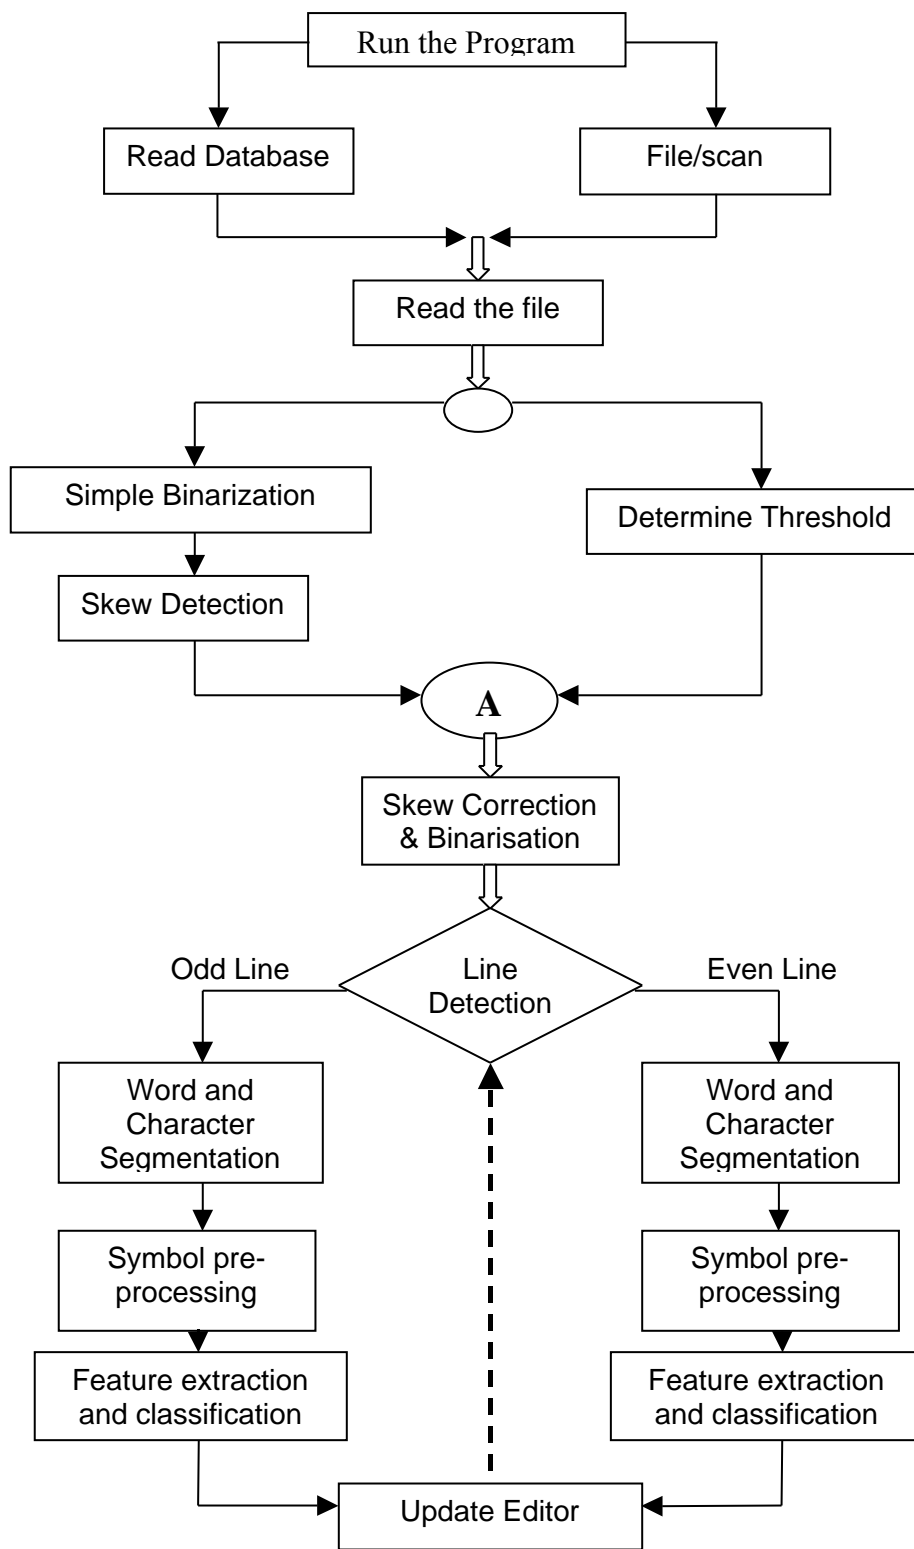 Run the Program
Read Database
File/scan
Read the file
Simple Binarization
Determine Threshold
Skew Detection
A
Skew Correction
& Binarisation
Odd Line
Line
Detection
Even Line
Word and
Character
Segmentation
Word and
Character
Segmentation
Symbol pre-
processing
Symbol pre-
processing
Feature extraction
and classification
Feature extraction
and classification
Update Editor